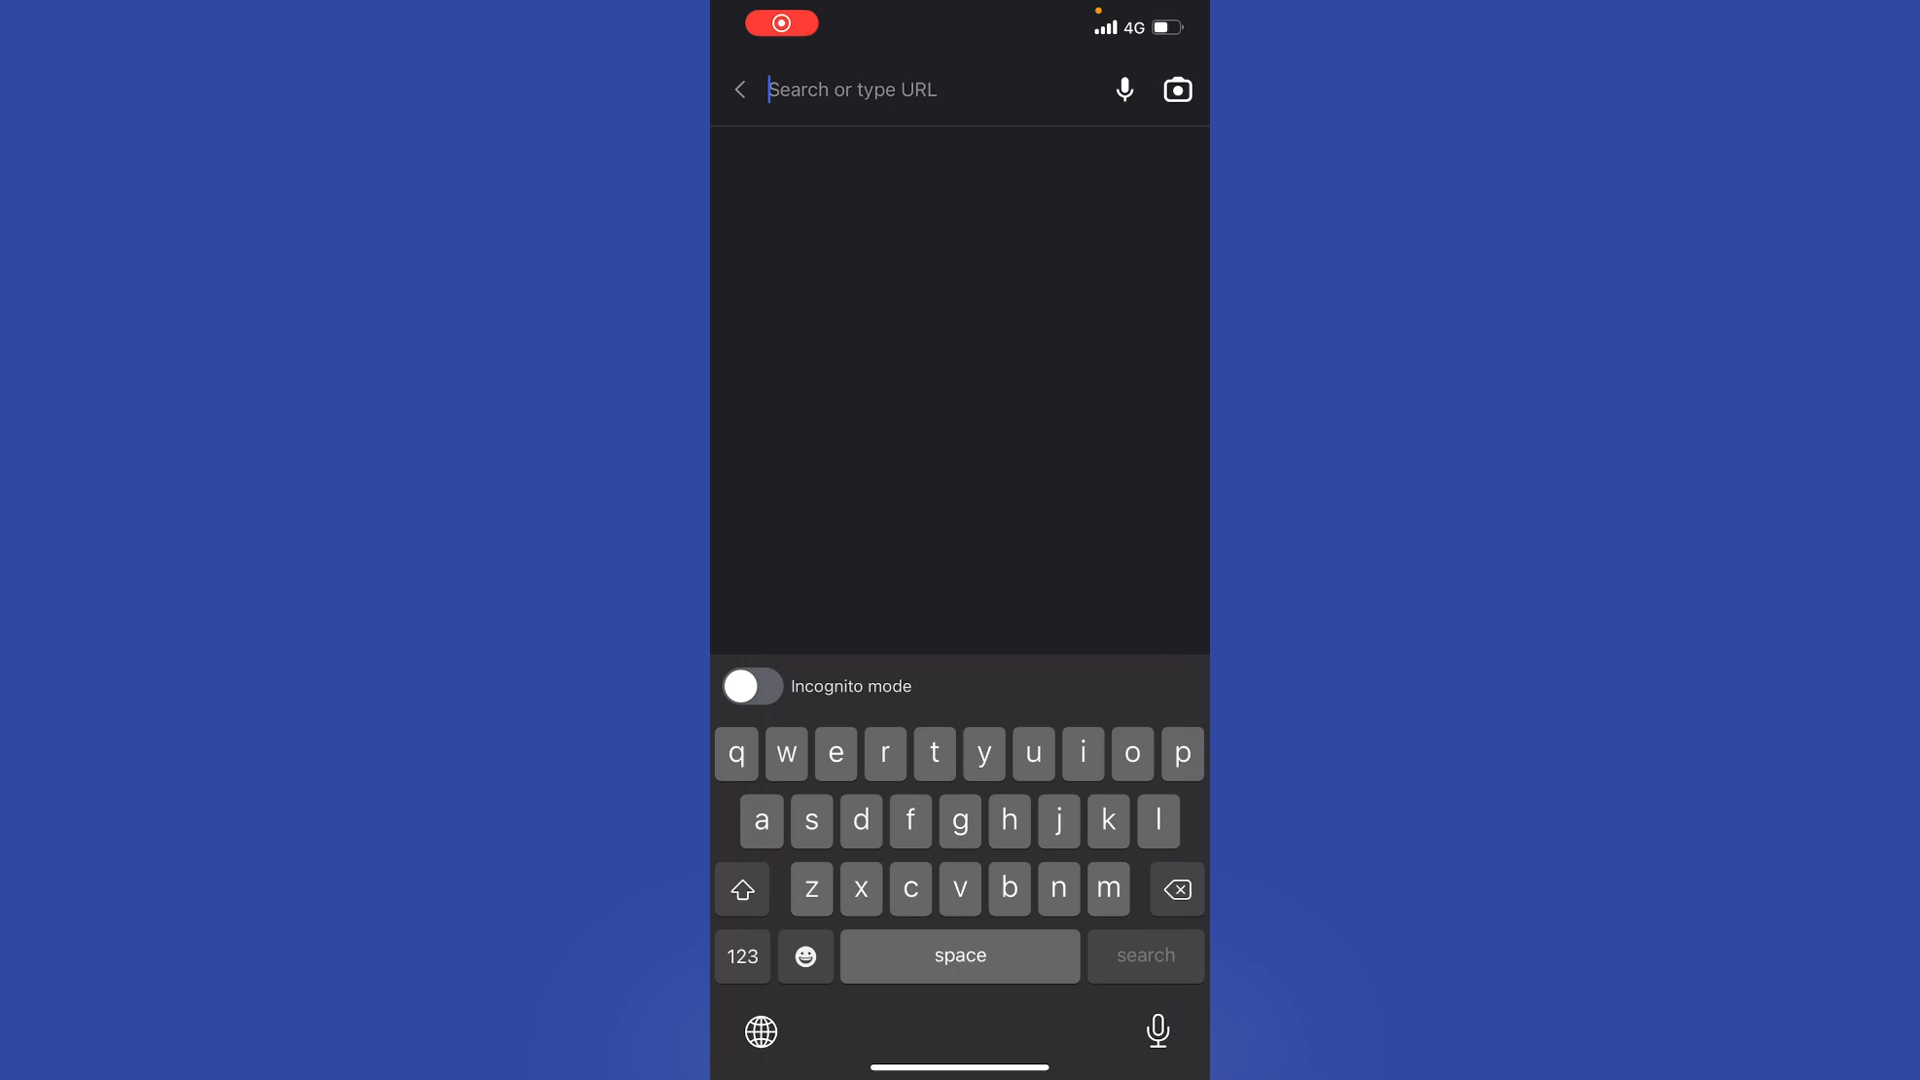 4G
Search or type URL
Incognito mode
q w e r t y u i o p
a s d f g h j k l
z x c v b n m
123 space search